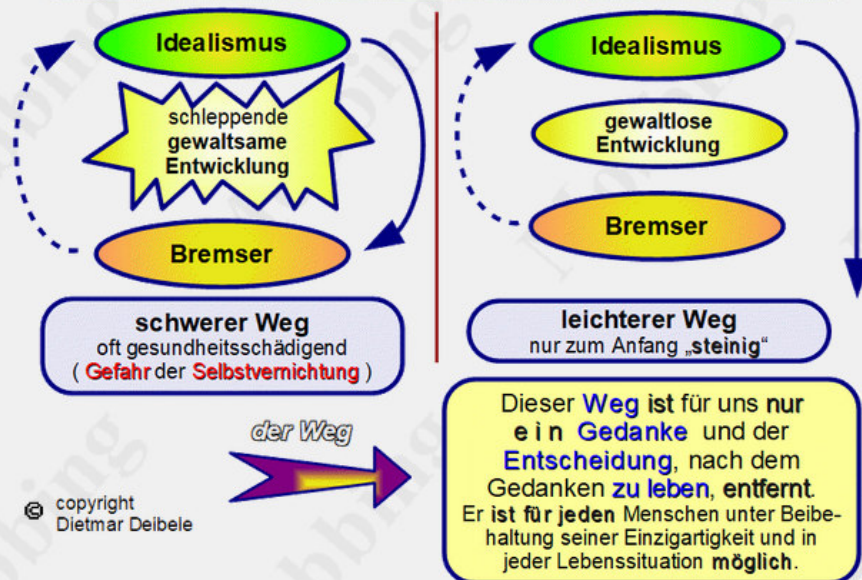 Idealismus
schleppende
gewaltsame
Entwicklung
Bremser
schwerer Weg
oft gesundheitsschädigend
( Gefahr der Selbstvernichtung )
Idealismus
gewaltlose
Entwicklung
Bremser
leichterer Weg
nur zum Anfang „steinig“
der Weg
Dieser Weg ist für uns nur
e i n Gedanke und der
Entscheidung, nach dem
Gedanken zu leben, entfernt.
Er ist für jeden Menschen unter Beibe-
haltung seiner Einzigartigkeit und in
jeder Lebenssituation möglich.
© copyright
Dietmar Deibele